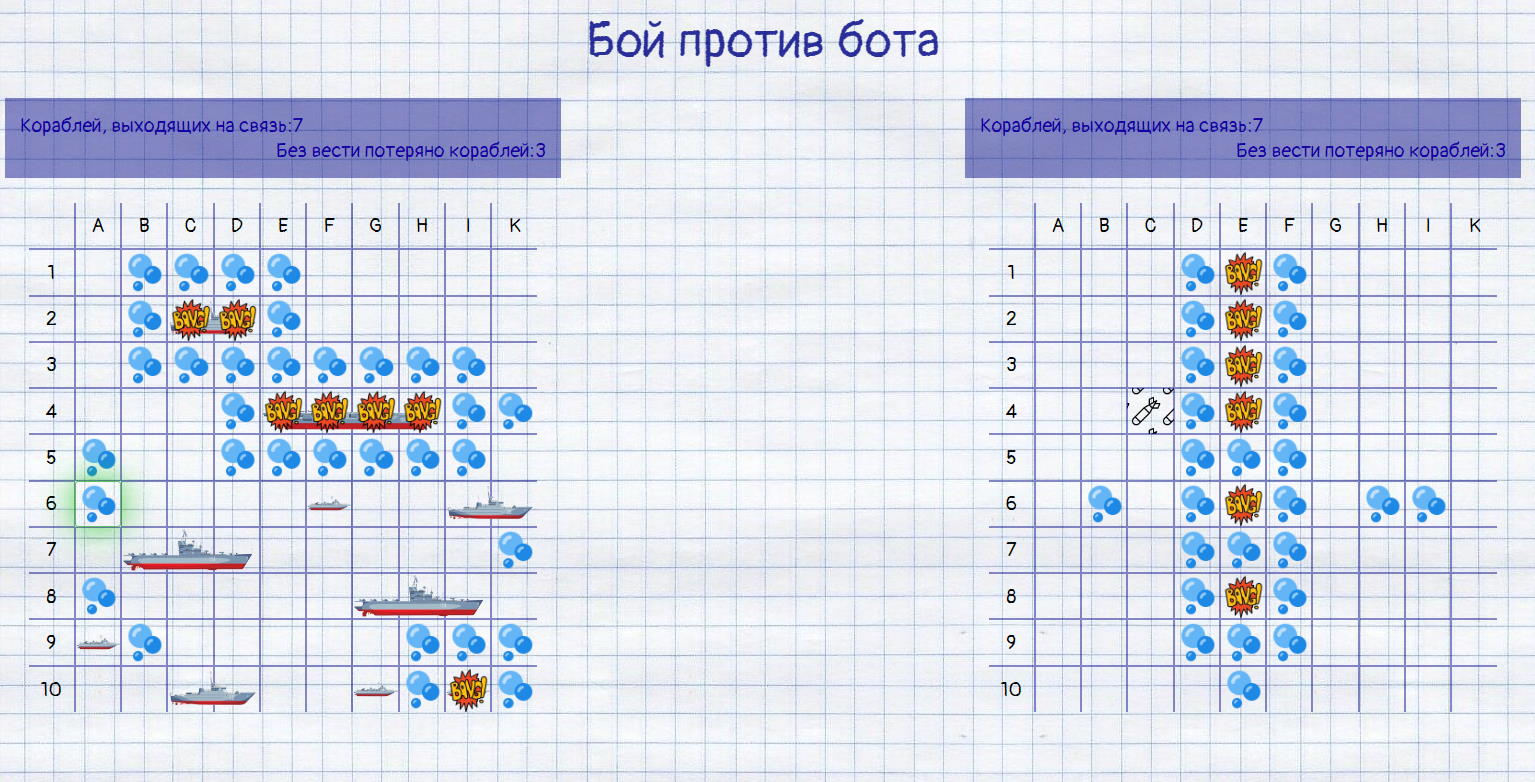 Бой против бота
Кораблей, выходящих на связь:7
Без вести потеряно кораблей:3
Кораблей, выходящих на связь:7
Без вести потеряно кораблей:3
A B C D E F G H I K
1
2 BANG! BANG!
3
4 BANG! BANG! BANG! BANG!
5
6
7
8
9
10 BANG!
A B C D E F G H I K
1 BANG!
2 BANG!
3 BANG!
4 BANG!
5
6 BANG!
7
8 BANG!
9
10